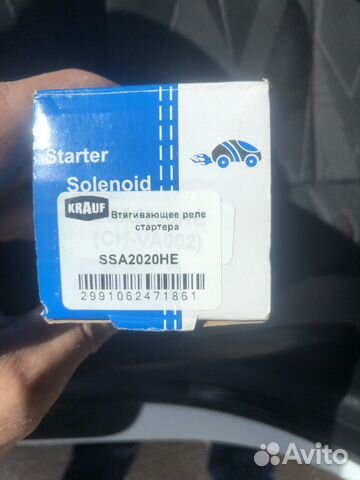 Starter
Solenoid
KRAUF
Втягивающее реле
стартера
(CH-VA002)
SSA2020HE
2991062471861
Avito